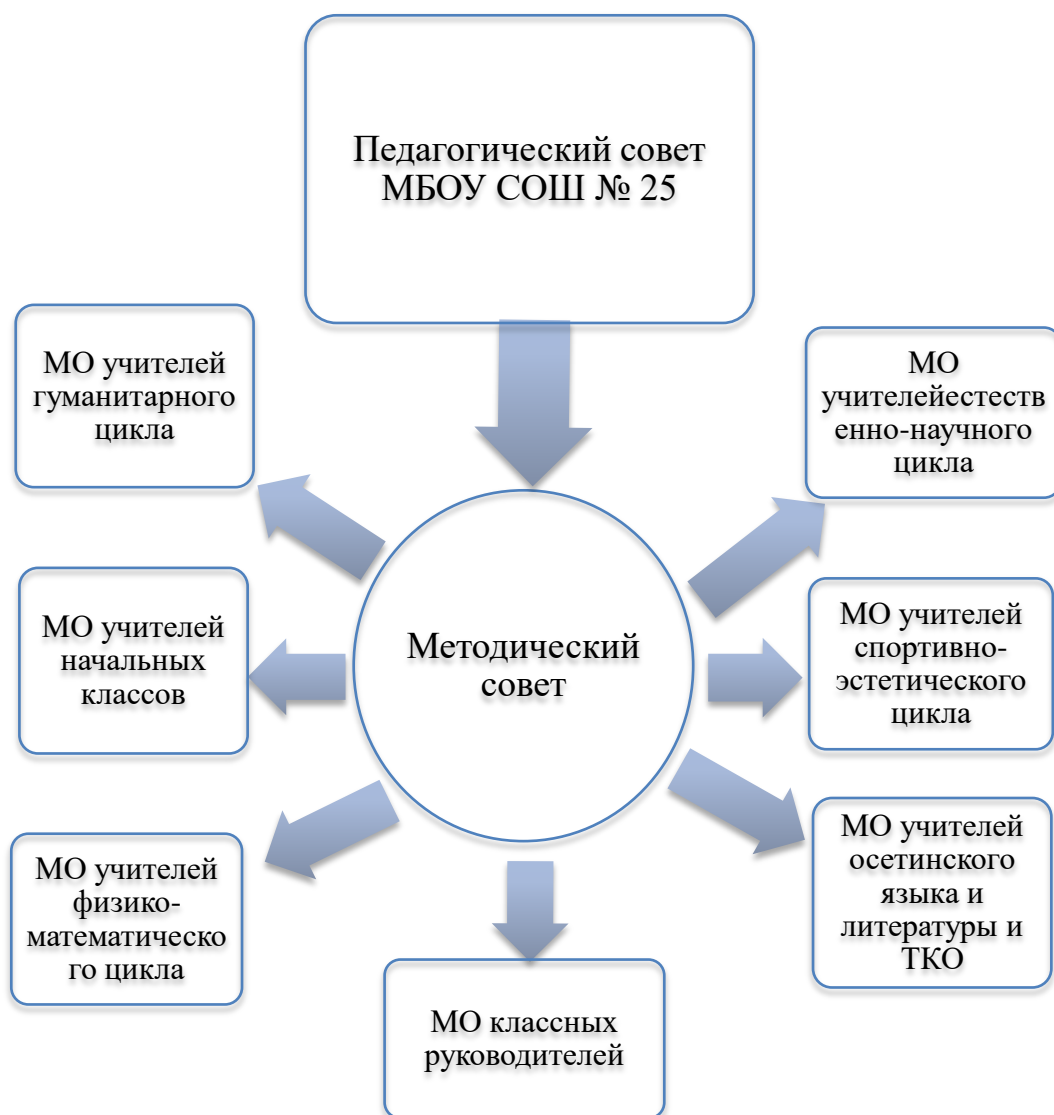 Педагогический совет
МБОУ СОШ № 25
МО учителей
гуманитарного
цикла
МО
учителейестеств
енно-научного
цикла
МО учителей
начальных
классов
Методический
совет
МО учителей
спортивно-
эстетического
цикла
МО учителей
физико-
математическо
го цикла
МО учителей
осетинского
языка и
литературы и
ТКО
МО классных
руководителей